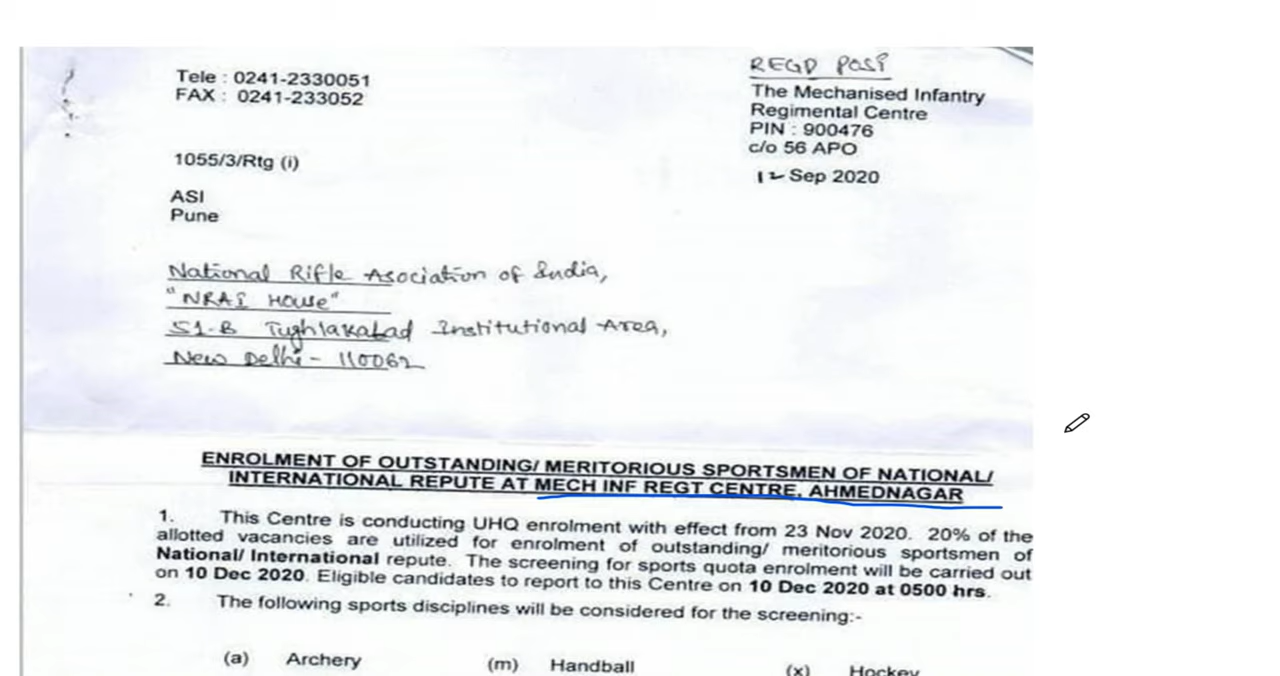 Tele : 0241-2330051
FAX : 0241-233052
REGD POST
The Mechanised Infantry
Regimental Centre
PIN : 900476
c/o 56 APO
12 Sep 2020
1055/3/Rtg (i)
ASI
Pune
National Rifle Asociation of India,
"NRAI House"
51-B Tughlakabad Institutional Area,
New Delhi - 110062
ENROLMENT OF OUTSTANDING/ MERITORIOUS SPORTSMEN OF NATIONAL/
INTERNATIONAL REPUTE AT MECH INF REGT CENTRE, AHMEDNAGAR
1. This Centre is conducting UHQ enrolment with effect from 23 Nov 2020. 20% of the
allotted vacancies are utilized for enrolment of outstanding/ meritorious sportsmen of
National/ International repute. The screening for sports quota enrolment will be carried out
on 10 Dec 2020. Eligible candidates to report to this Centre on 10 Dec 2020 at 0500 hrs.
2. The following sports disciplines will be considered for the screening:-
(a) Archery (m) Handball (x) Hockey